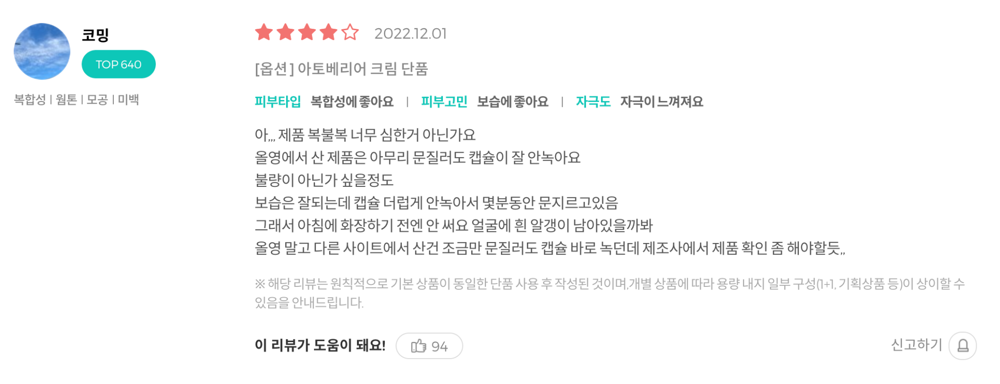 코밍
TOP 640
복합성 | 웜톤 | 모공 | 미백
2022.12.01
[옵션] 아토베리어 크림 단품
피부타입 복합성에 좋아요 | 피부고민 보습에 좋아요 | 자극도 자극이 느껴져요
아,,, 제품 복불복 너무 심한거 아닌가요
올영에서 산 제품은 아무리 문질러도 캡슐이 잘 안녹아요
불량이 아닌가 싶을정도
보습은 잘되는데 캡슐 더럽게 안녹아서 몇분동안 문지르고있음
그래서 아침에 화장하기 전엔 안 써요 얼굴에 흰 알갱이 남아있을까봐
올영 말고 다른 사이트에서 산건 조금만 문질러도 캡슐 바로 녹던데 제조사에서 제품 확인 좀 해야할듯,,
※ 해당 리뷰는 원칙적으로 기본 상품이 동일한 단품 사용 후 작성된 것이며,개별 상품에 따라 용량 내지 일부 구성(1+1, 기획상품 등)이 상이할 수
있음을 안내드립니다.
이 리뷰가 도움이 돼요! 94
신고하기